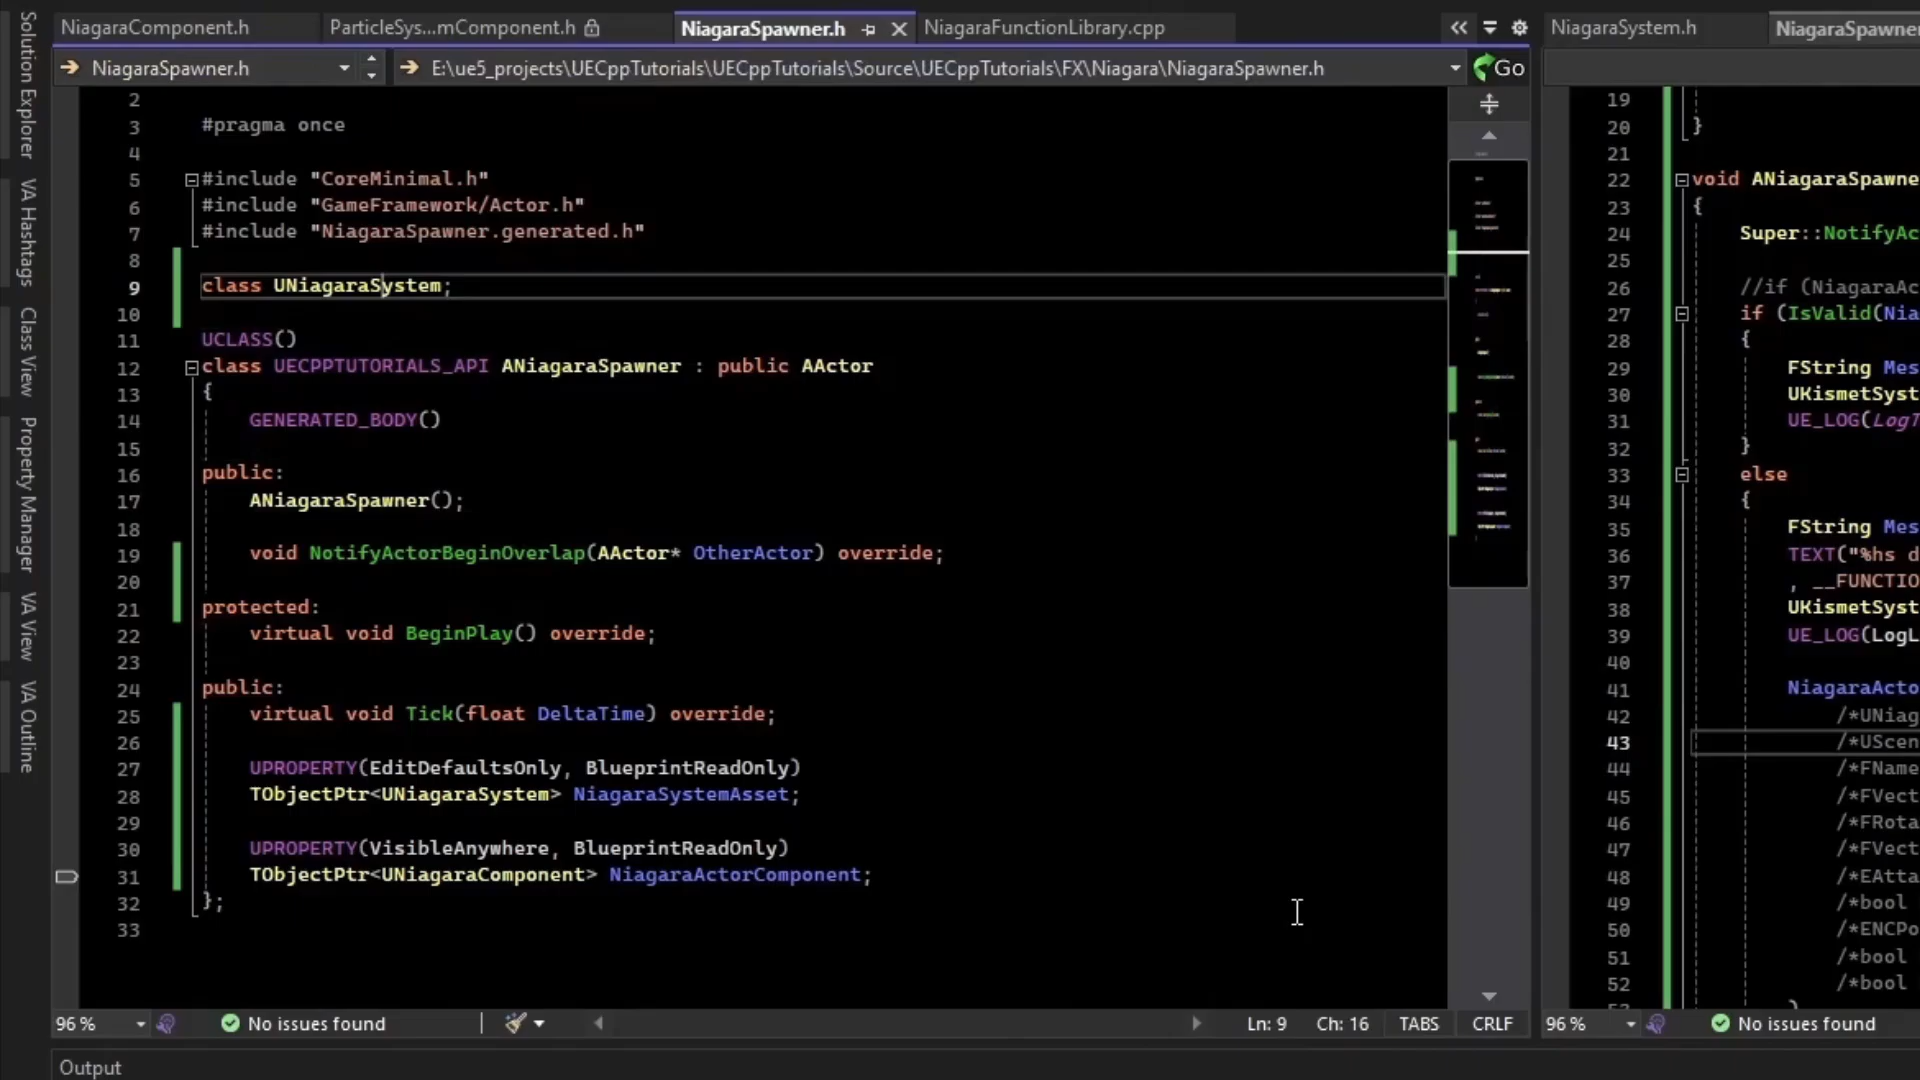 NiagaraComponent.h
ParticleSys...mComponent.h
NiagaraSpawner.h
NiagaraFunctionLibrary.cpp
NiagaraSystem.h
NiagaraSpawner
NiagaraSpawner.h
E:\ue5_projects\UECppTutorials\UECppTutorials\Source\UECppTutorials\FX\Niagara\NiagaraSpawner.h
Go
Solution Explorer
VA Hashtags
Class View
Property Manager
VA View
VA Outline
2
3 #pragma once
4
5 #include "CoreMinimal.h"
6 #include "GameFramework/Actor.h"
7 #include "NiagaraSpawner.generated.h"
8
9 class UNiagaraSystem;
10
11 UCLASS()
12 class UECPPTUTORIALS_API ANiagaraSpawner : public AActor
13 {
14 GENERATED_BODY()
15
16 public:
17 ANiagaraSpawner();
18
19 void NotifyActorBeginOverlap(AActor* OtherActor) override;
20
21 protected:
22 virtual void BeginPlay() override;
23
24 public:
25 virtual void Tick(float DeltaTime) override;
26
27 UPROPERTY(EditDefaultsOnly, BlueprintReadOnly)
28 TObjectPtr<UNiagaraSystem> NiagaraSystemAsset;
29
30 UPROPERTY(VisibleAnywhere, BlueprintReadOnly)
31 TObjectPtr<UNiagaraComponent> NiagaraActorComponent;
32 };
33
19
20 }
21
22 void ANiagaraSpawne
23 {
24 Super::NotifyAc
25
26 //if (NiagaraAc
27 if (IsValid(Nia
28 {
29 FString Mes
30 UKismetSyst
31 UE_LOG(LogT
32 }
33 else
34 {
35 FString Mes
36 TEXT("%hs d
37 , __FUNCTIO
38 UKismetSyst
39 UE_LOG(LogL
40
41 NiagaraActo
42 /*UNiag
43 /*UScen
44 /*FName
45 /*FVect
46 /*FRota
47 /*FVect
48 /*EAtta
49 /*bool
50 /*ENCPo
51 /*bool
52 /*bool
96 %
No issues found
Ln: 9
Ch: 16
TABS
CRLF
96 %
No issues found
Output